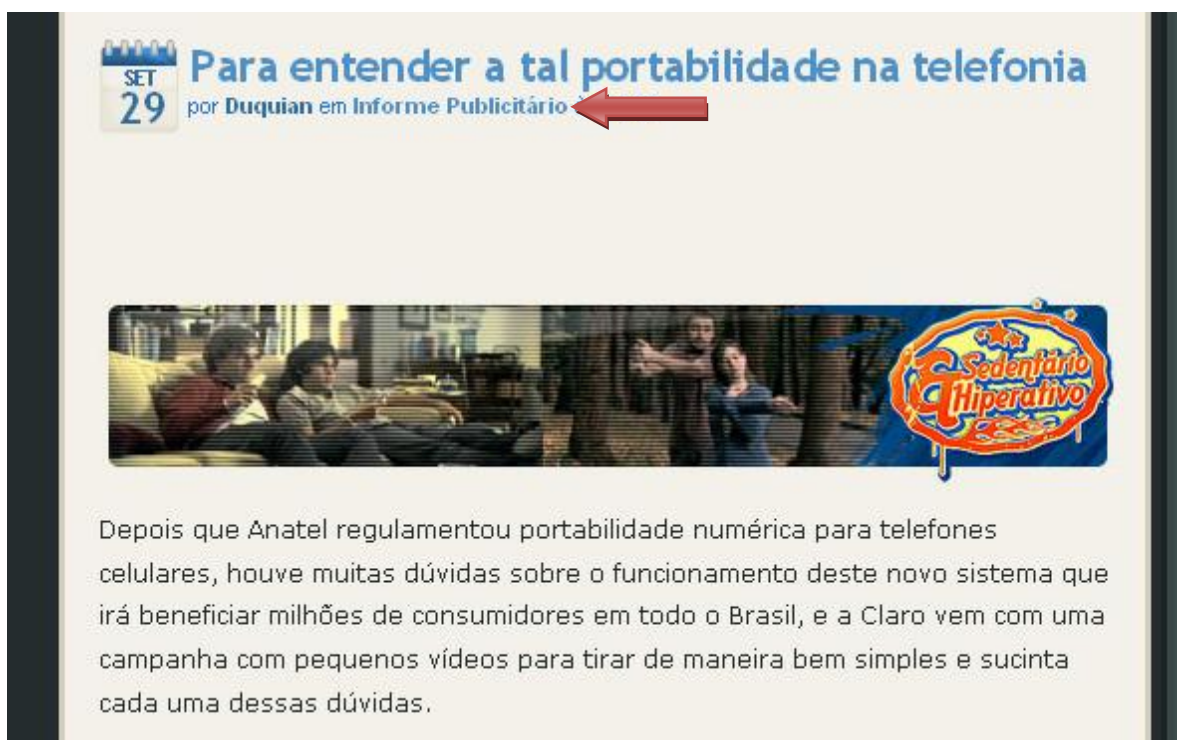 SET
29
Para entender a tal portabilidade na telefonia
por Duquian em Informe Publicitário
Sedentário
& Hiperativo
Depois que Anatel regulamentou portabilidade numérica para telefones
celulares, houve muitas dúvidas sobre o funcionamento deste novo sistema que
irá beneficiar milhões de consumidores em todo o Brasil, e a Claro vem com uma
campanha com pequenos vídeos para tirar de maneira bem simples e sucinta
cada uma dessas dúvidas.